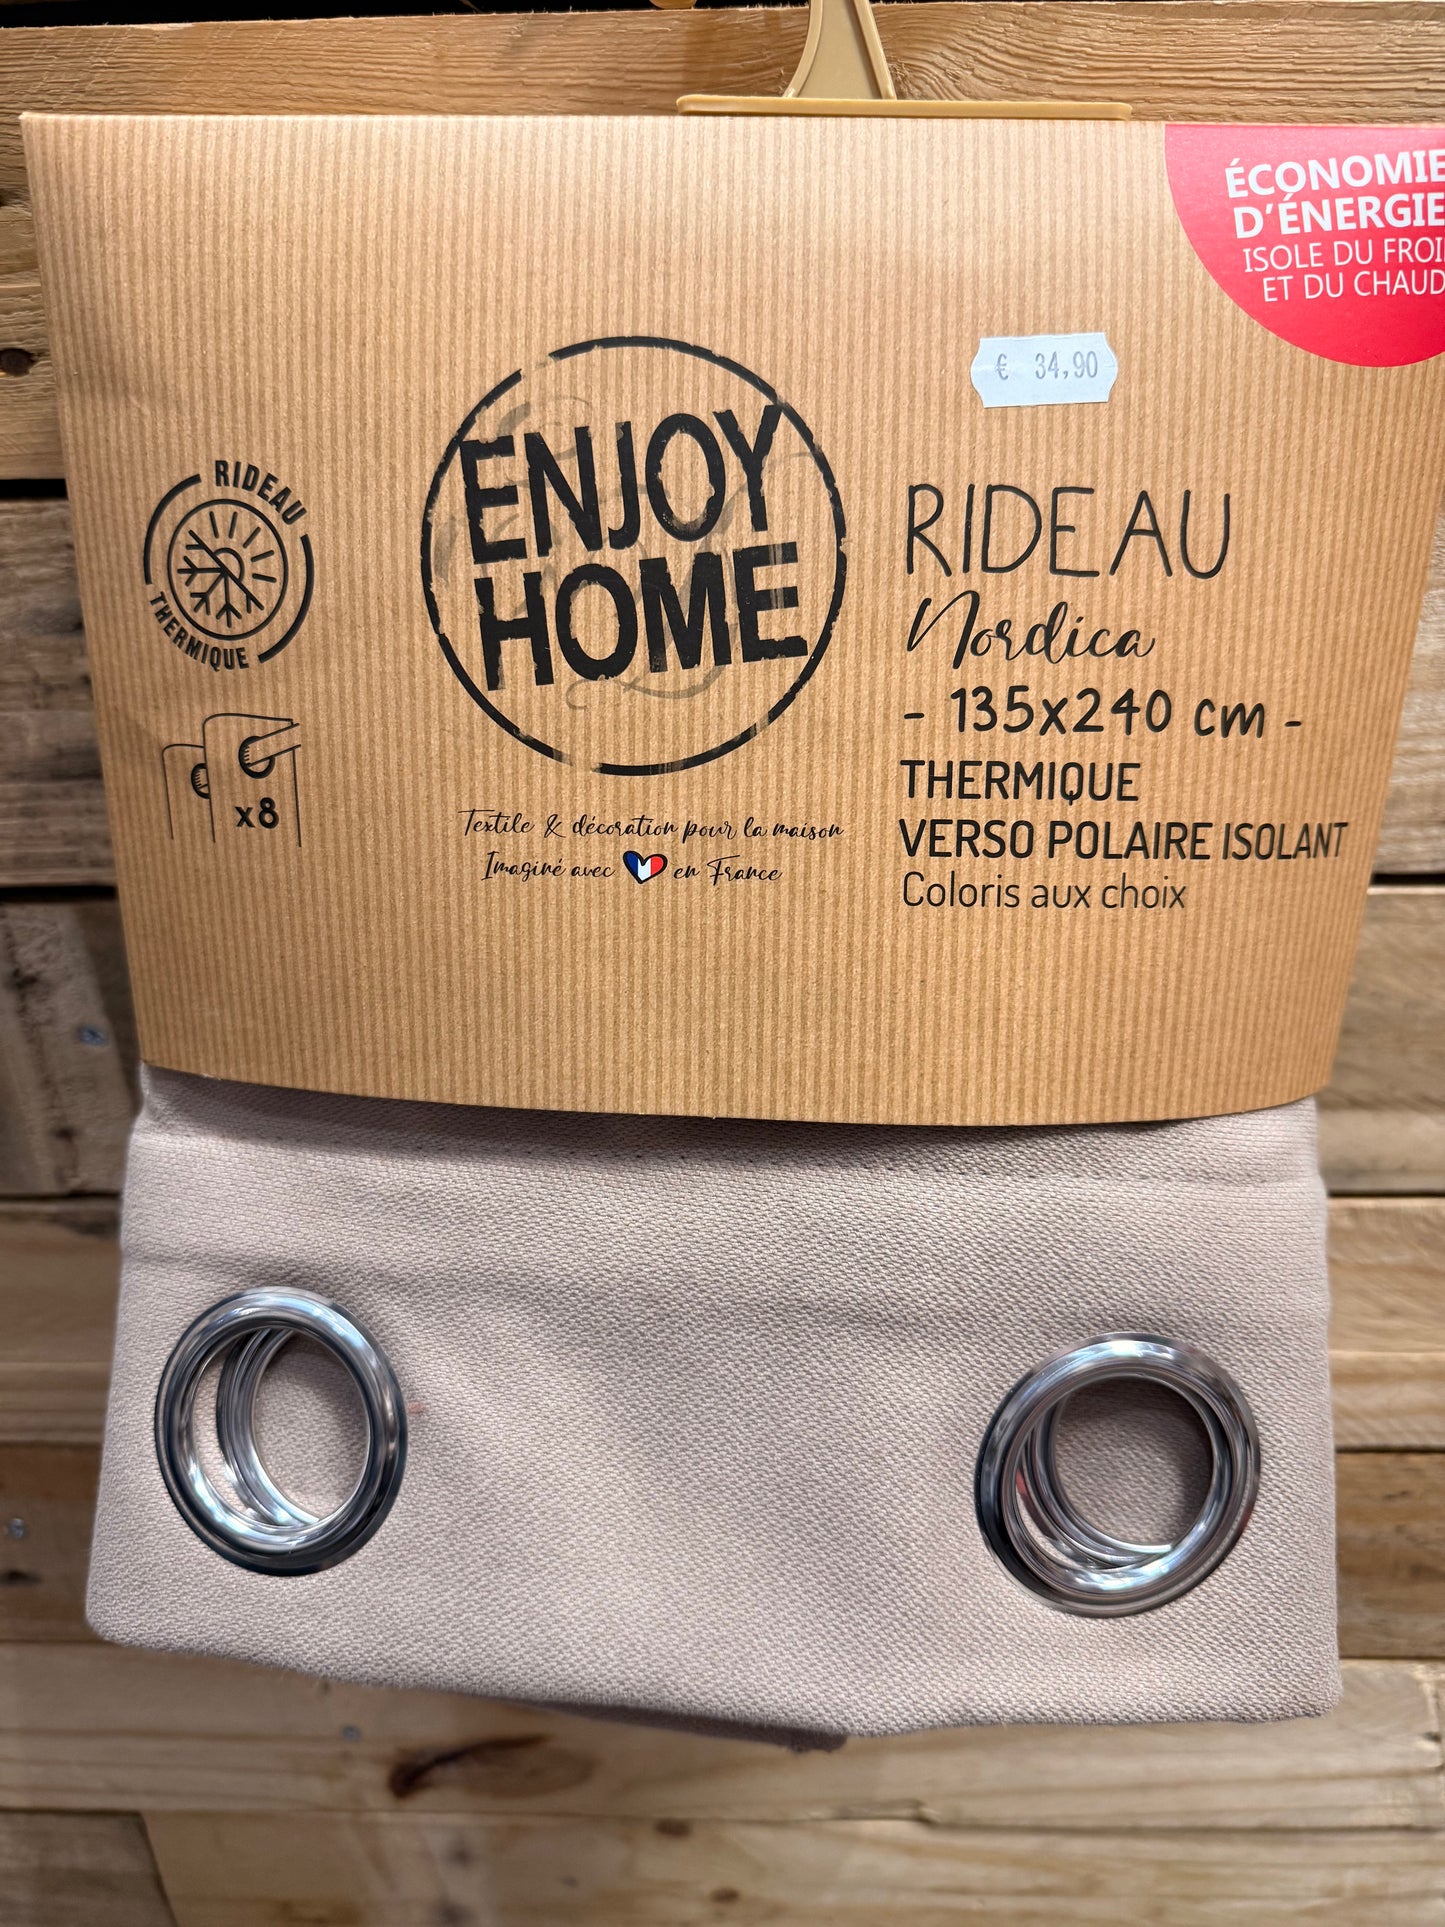 ÉCONOMIE
D'ÉNERGIE
ISOLE DU FROI
ET DU CHAUD
€ 34,90
RIDEAU
THERMIQUE
x8
ENJOY
HOME
Textile & décoration pour la maison
Imaginé avec en France
RIDEAU
Nordica
- 135x240 cm -
THERMIQUE
VERSO POLAIRE ISOLANT
Coloris aux choix